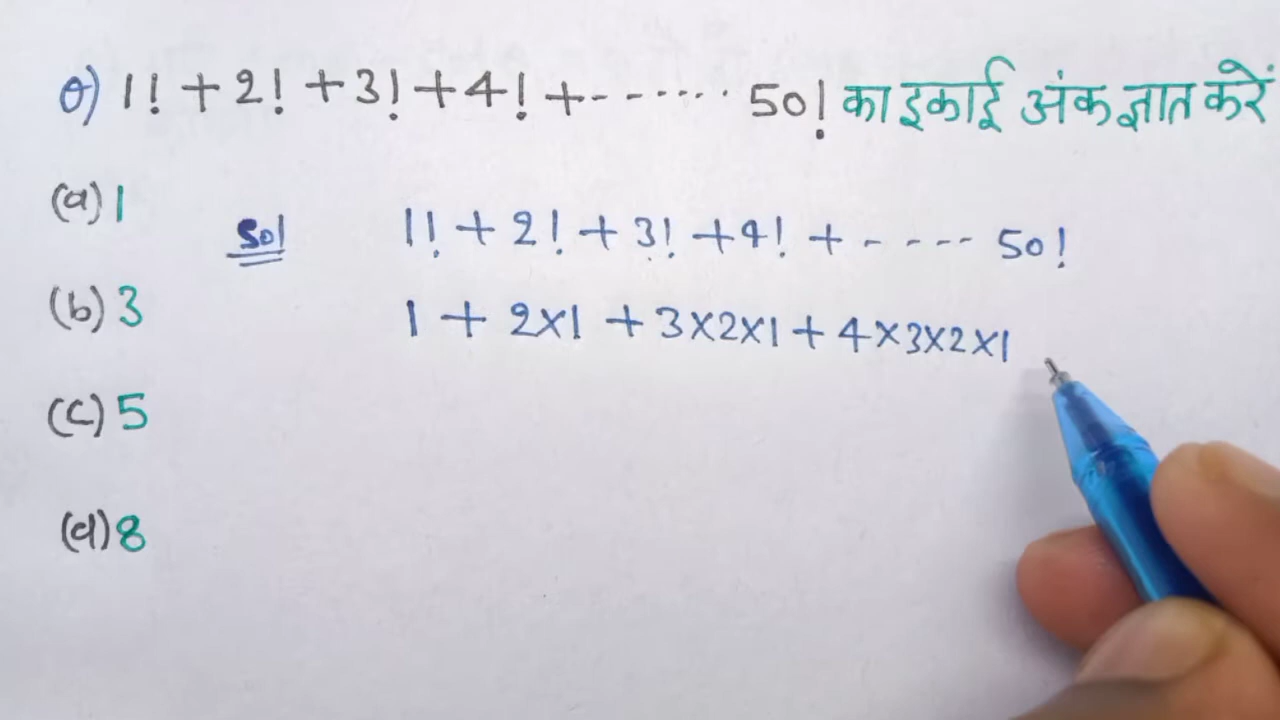 Q) 1! + 2! + 3! + 4! + ------- 50! का इकाई अंक ज्ञात करें
(a) 1
Sol 1! + 2! + 3! + 4! + ----- 50!
(b) 3
1 + 2×1 + 3×2×1 + 4×3×2×1
(c) 5
(d) 8